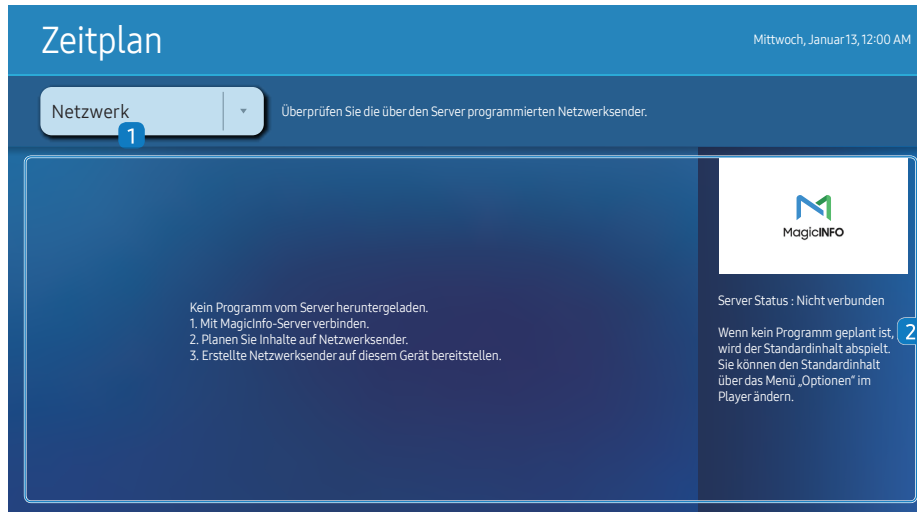 Zeitplan
Mittwoch, Januar 13, 12:00 AM
Netzwerk
1
Überprüfen Sie die über den Server programmierten Netzwerksender.
MagicINFO
Kein Programm vom Server heruntergeladen.
1. Mit MagicInfo-Server verbinden.
2. Planen Sie Inhalte auf Netzwerksender.
3. Erstellte Netzwerksender auf diesem Gerät bereitstellen.
Server Status : Nicht verbunden
Wenn kein Programm geplant ist,
2
wird der Standardinhalt abspielt.
Sie können den Standardinhalt
über das Menü „Optionen“ im
Player ändern.